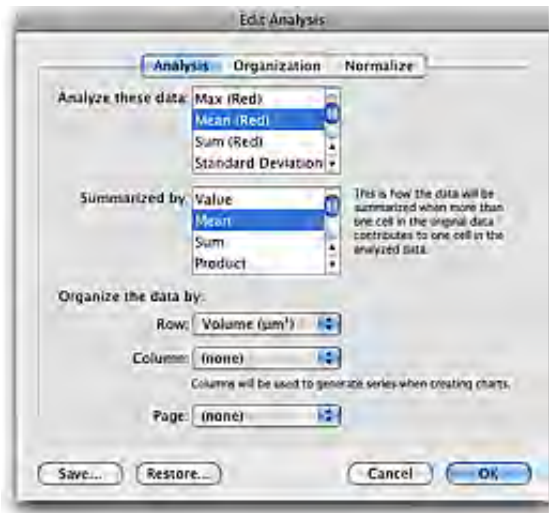 Edit Analysis
Analysis Organization Normalize
Analyze these data: Max (Red)
Mean (Red)
Sum (Red)
Standard Deviation
Summarized by: Value
Mean
Sum
Product
This is how the data will be
summarized when more than
one cell in the original data
contributes to one cell in the
analyzed data.
Organize the data by:
Row: Volume (µm³)
Column: (none)
Columns will be used to generate series when creating charts.
Page: (none)
Save... Restore... Cancel OK